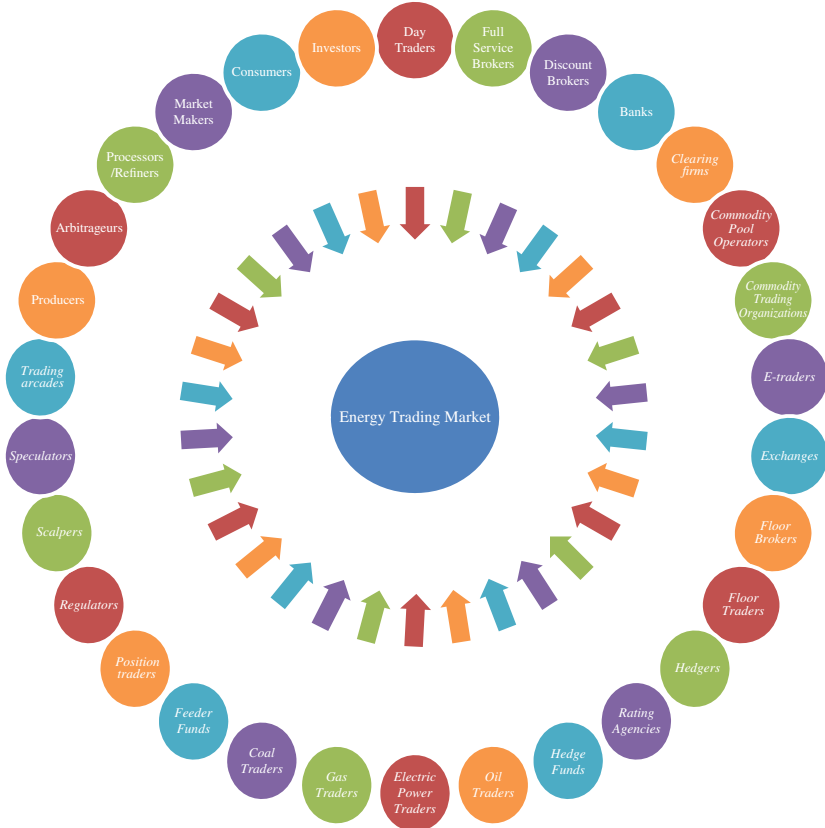 Day
Traders
Full
Service
Brokers
Discount
Brokers
Banks
Clearing
firms
Commodity
Pool
Operators
Commodity
Trading
Organizations
E-traders
Exchanges
Floor
Brokers
Floor
Traders
Hedgers
Rating
Agencies
Hedge
Funds
Oil
Traders
Electric
Power
Traders
Gas
Traders
Coal
Traders
Feeder
Funds
Position
traders
Regulators
Scalpers
Speculators
Trading
arcades
Producers
Arbitrageurs
Processors
/Refiners
Market
Makers
Consumers
Investors
Energy Trading Market